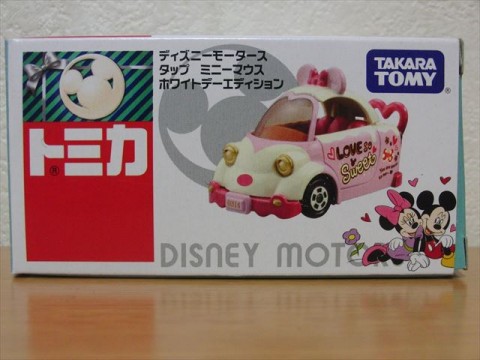 ディズニーモータース
タップ ミニーマウス
ホワイトデーエディション
TAKARA
TOMY
®
トミカ
®
LOVE SO
Sweet
DISNEY MOTORS